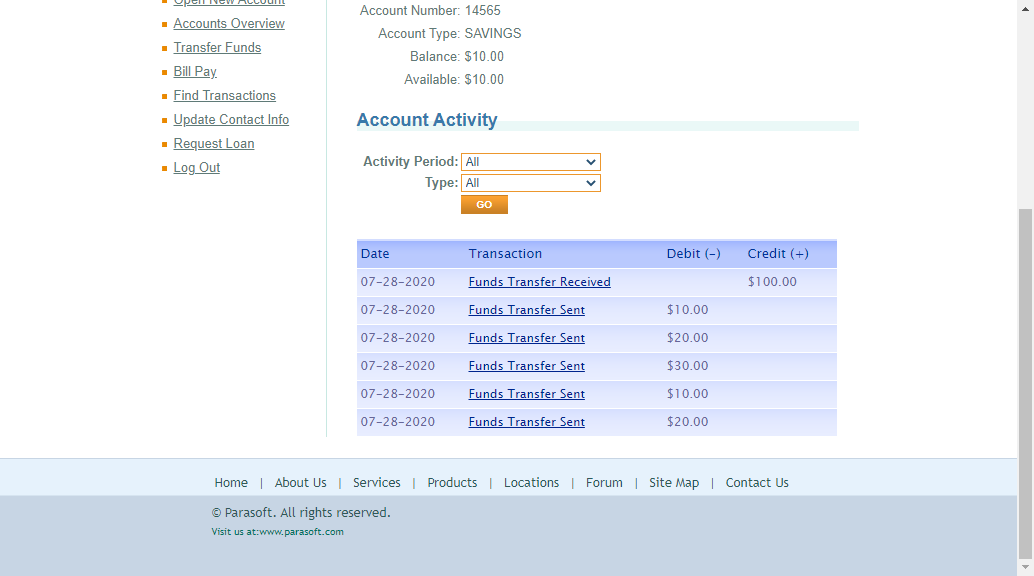 Open New Account
Accounts Overview
Transfer Funds
Bill Pay
Find Transactions
Update Contact Info
Request Loan
Log Out
Account Number: 14565
Account Type: SAVINGS
Balance: $10.00
Available: $10.00
Account Activity
Activity Period: All
Type: All
GO
Date Transaction Debit (-) Credit (+)
07-28-2020 Funds Transfer Received $100.00
07-28-2020 Funds Transfer Sent $10.00
07-28-2020 Funds Transfer Sent $20.00
07-28-2020 Funds Transfer Sent $30.00
07-28-2020 Funds Transfer Sent $10.00
07-28-2020 Funds Transfer Sent $20.00
Home | About Us | Services | Products | Locations | Forum | Site Map | Contact Us
© Parasoft. All rights reserved.
Visit us at:www.parasoft.com